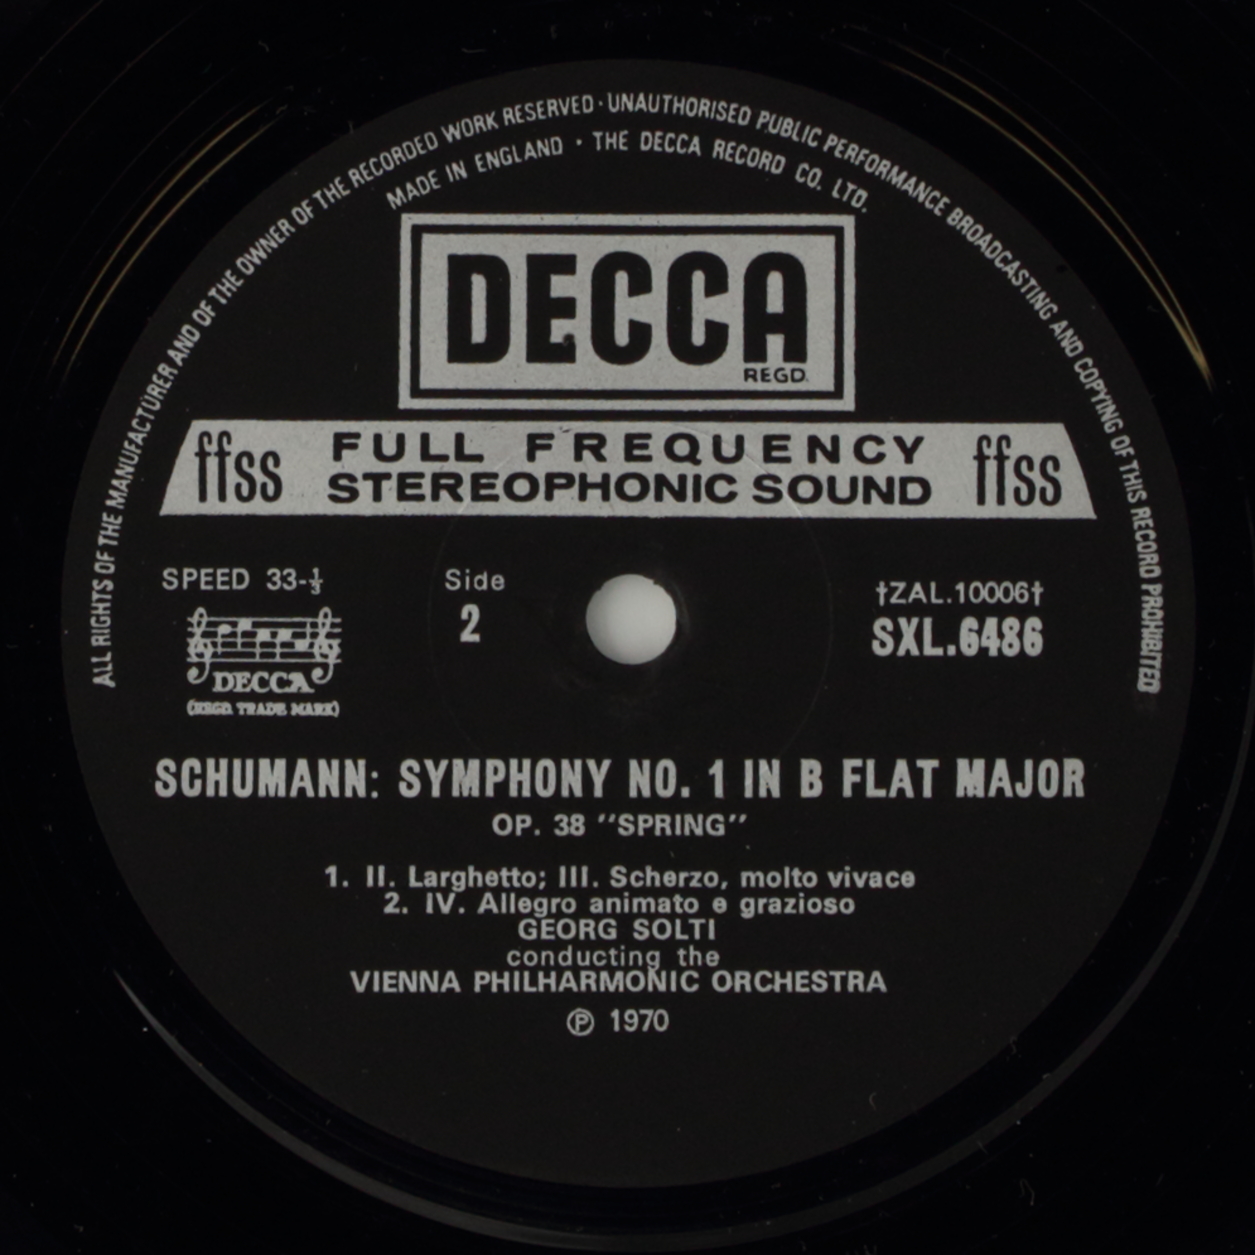 ALL RIGHTS OF THE MANUFACTURER AND OF THE OWNER OF THE RECORDED WORK RESERVED · UNAUTHORISED PUBLIC PERFORMANCE BROADCASTING AND COPYING OF THIS RECORD PROHIBITED
MADE IN ENGLAND · THE DECCA RECORD CO. LTD.
DECCA
REGD.
ffss FULL FREQUENCY STEREOPHONIC SOUND ffss
SPEED 33-⅓
Side
2
†ZAL.10006†
SXL.6486
DECCA
(REGD. TRADE MARK)
SCHUMANN: SYMPHONY NO. 1 IN B FLAT MAJOR
OP. 38 "SPRING"
1. II. Larghetto; III. Scherzo, molto vivace
2. IV. Allegro animato e grazioso
GEORG SOLTI
conducting the
VIENNA PHILHARMONIC ORCHESTRA
℗ 1970